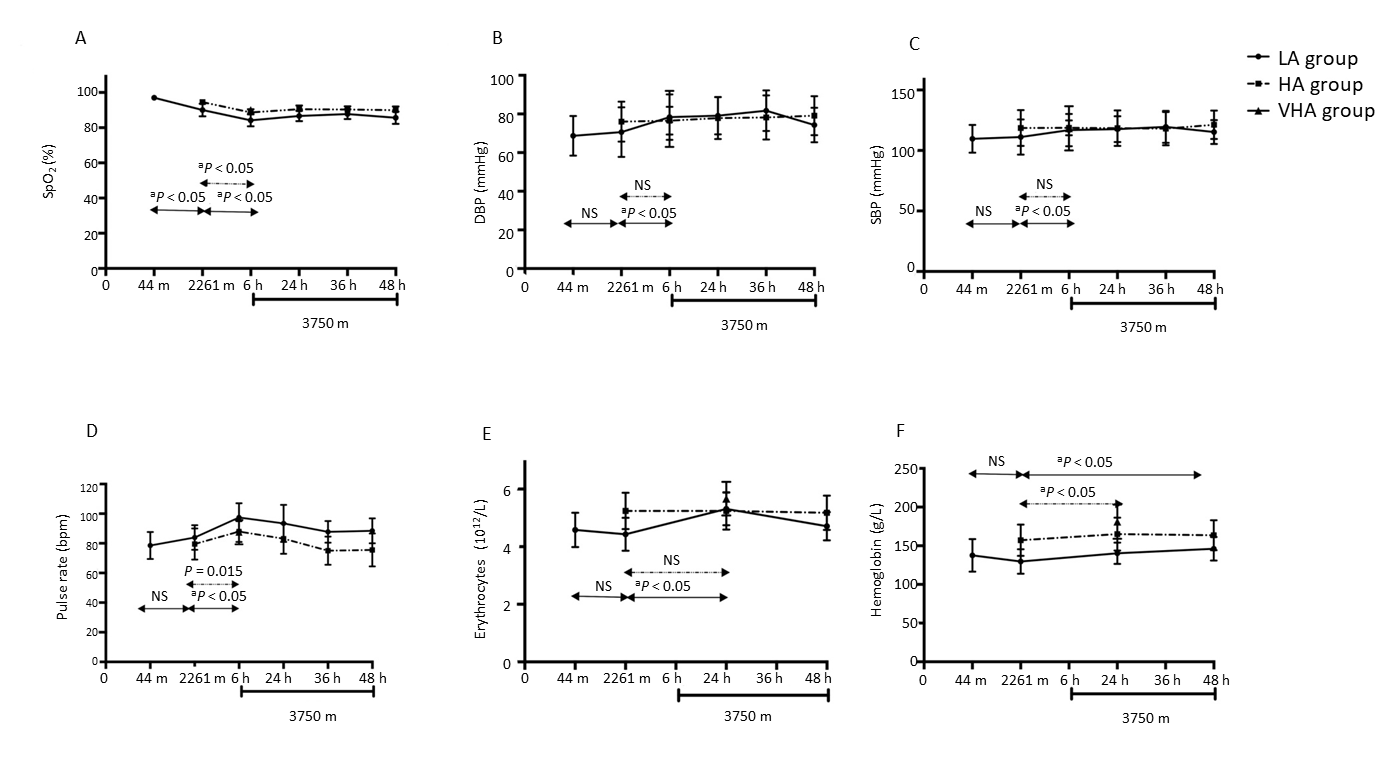 A
B
C
LA group
HA group
VHA group
SpO2 (%)
100
80
60
40
20
0
ᵃP < 0.05
ᵃP < 0.05 ᵃP < 0.05
0 44 m 2261 m 6 h 24 h 36 h 48 h
3750 m
DBP (mmHg)
100
80
60
40
20
0
NS
NS ᵃP < 0.05
0 44 m 2261 m 6 h 24 h 36 h 48 h
3750 m
SBP (mmHg)
150
100
50
0
NS
NS ᵃP < 0.05
0 44 m 2261 m 6 h 24 h 36 h 48 h
3750 m
D
E
F
Pulse rate (bpm)
120
100
80
60
40
20
0
P = 0.015
NS ᵃP < 0.05
0 44 m 2261 m 6 h 24 h 36 h 48 h
3750 m
Erythrocytes (10¹²/L)
6
4
2
0
NS
NS ᵃP < 0.05
0 44 m 2261 m 6 h 24 h 36 h 48 h
3750 m
Hemoglobin (g/L)
250
200
150
100
50
0
NS ᵃP < 0.05
ᵃP < 0.05
0 44 m 2261 m 6 h 24 h 36 h 48 h
3750 m